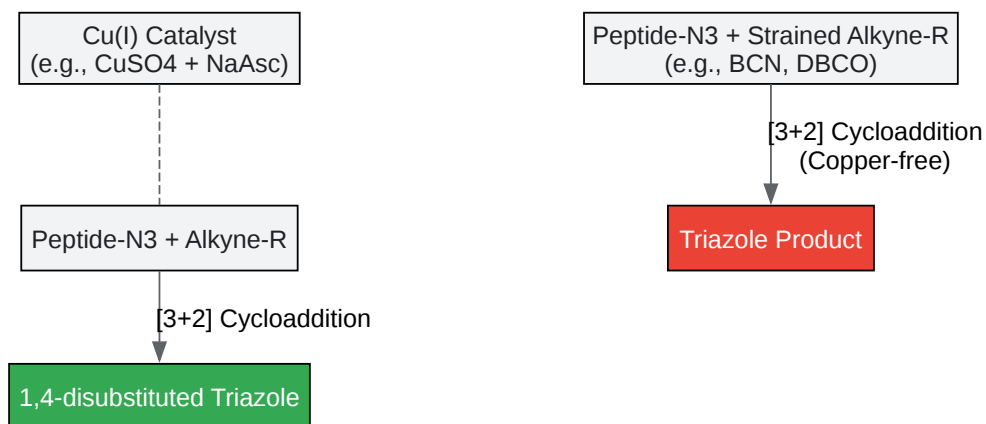 Cu(I) Catalyst
(e.g., CuSO4 + NaAsc)
Peptide-N3 + Alkyne-R
[3+2] Cycloaddition
1,4-disubstituted Triazole
Peptide-N3 + Strained Alkyne-R
(e.g., BCN, DBCO)
[3+2] Cycloaddition
(Copper-free)
Triazole Product